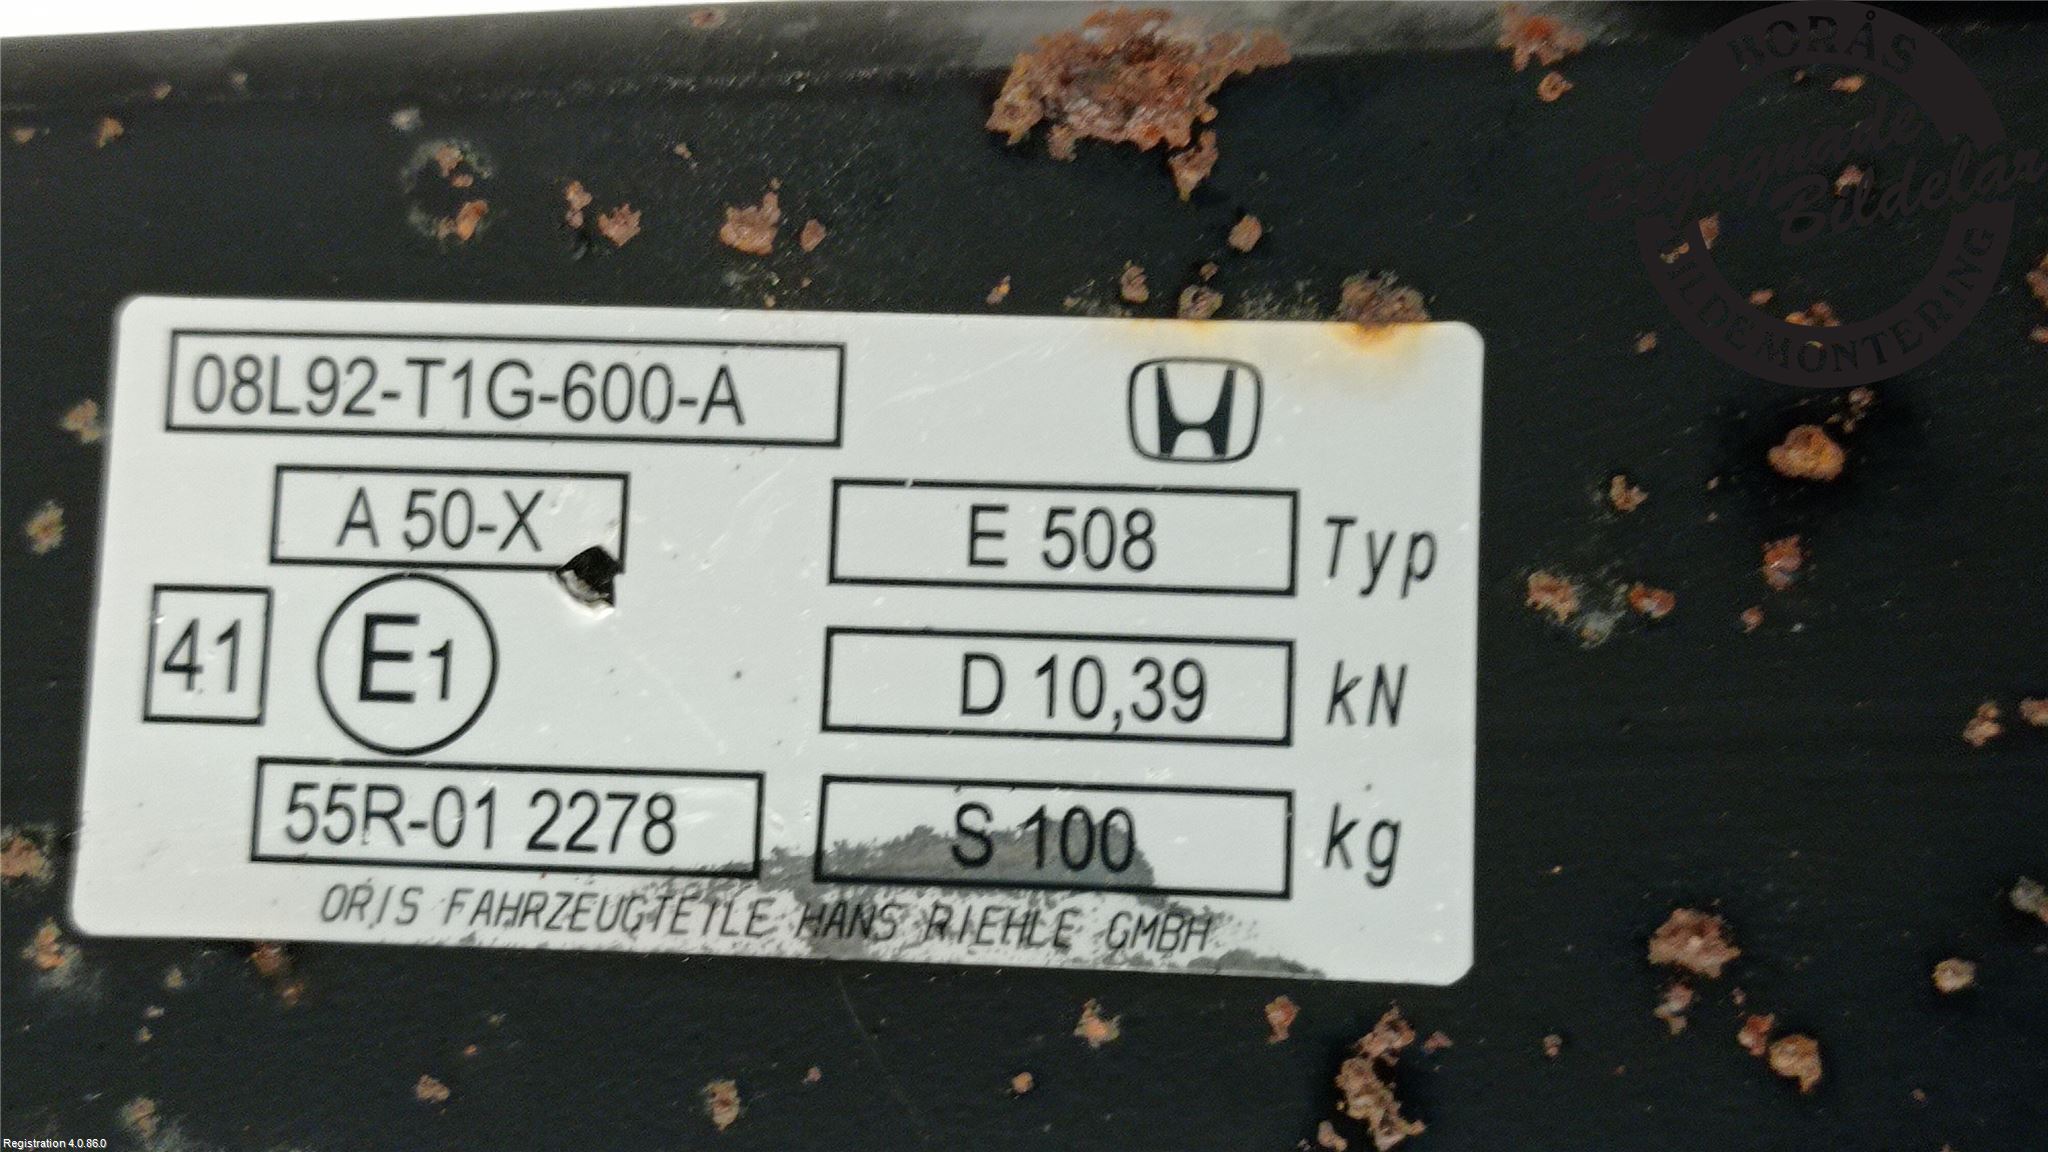 BORÅS
Begagnade
Bildelar
BILDEMONTERING
08L92-T1G-600-A
A 50-X
E 508 Typ
41 E1
D 10,39 kN
55R-01 2278
S 100 kg
ORIS FAHRZEUGTEILE HANS RIEHLE GMBH
Registration 4.0.86.0